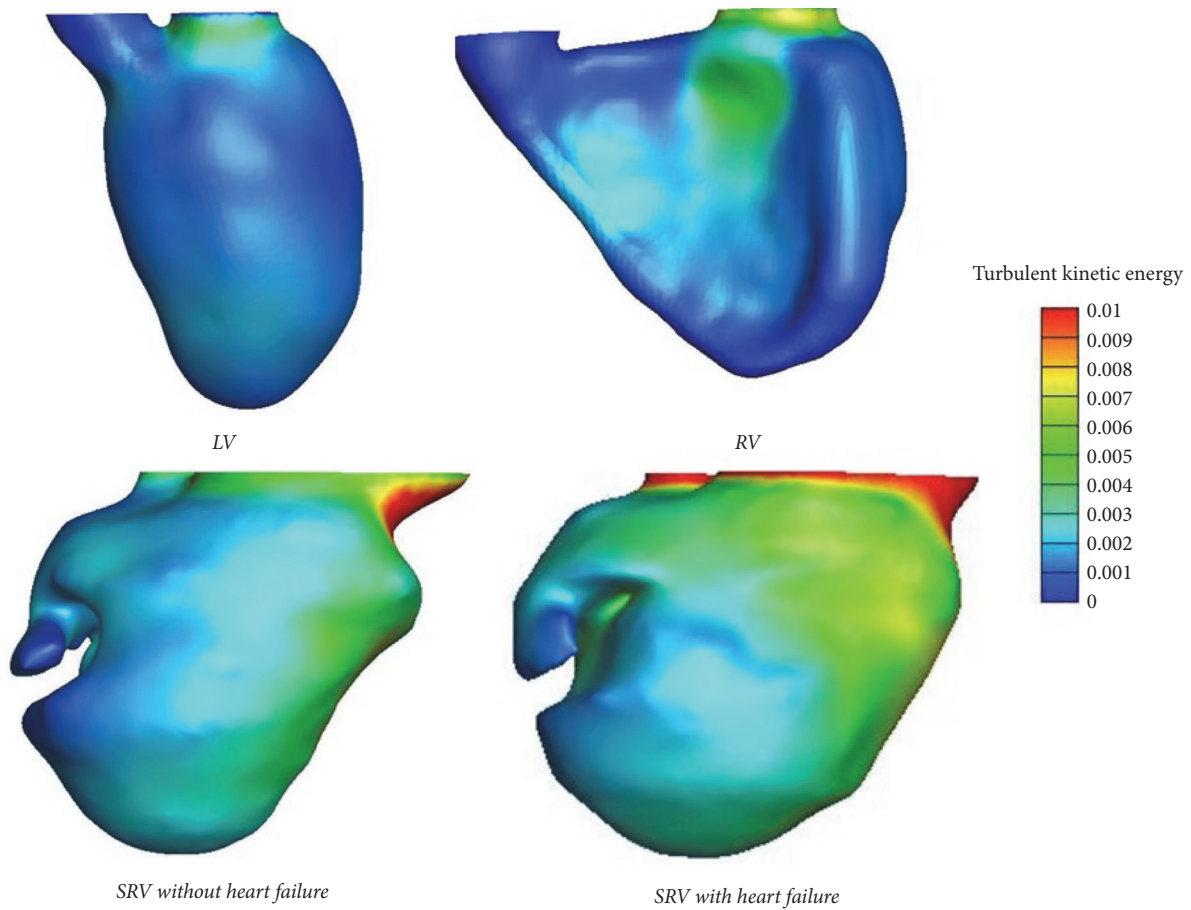 LV
RV
Turbulent kinetic energy
0.01
0.009
0.008
0.007
0.006
0.005
0.004
0.003
0.002
0.001
0
SRV without heart failure
SRV with heart failure